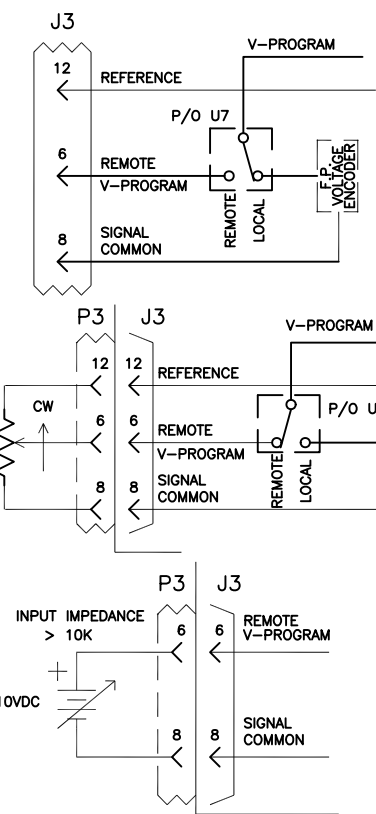 J3
V-PROGRAM
12
REFERENCE
P/O U7
6
REMOTE
V-PROGRAM
REMOTE
LOCAL
F.P.
VOLTAGE
ENCODER
8
SIGNAL
COMMON
P3 J3
V-PROGRAM
12 12
REFERENCE
CW
P/O U
6 6
REMOTE
V-PROGRAM
REMOTE
LOCAL
8 8
SIGNAL
COMMON
P3 J3
INPUT IMPEDANCE
> 10K
6 6
REMOTE
V-PROGRAM
+
10VDC
8 8
SIGNAL
COMMON